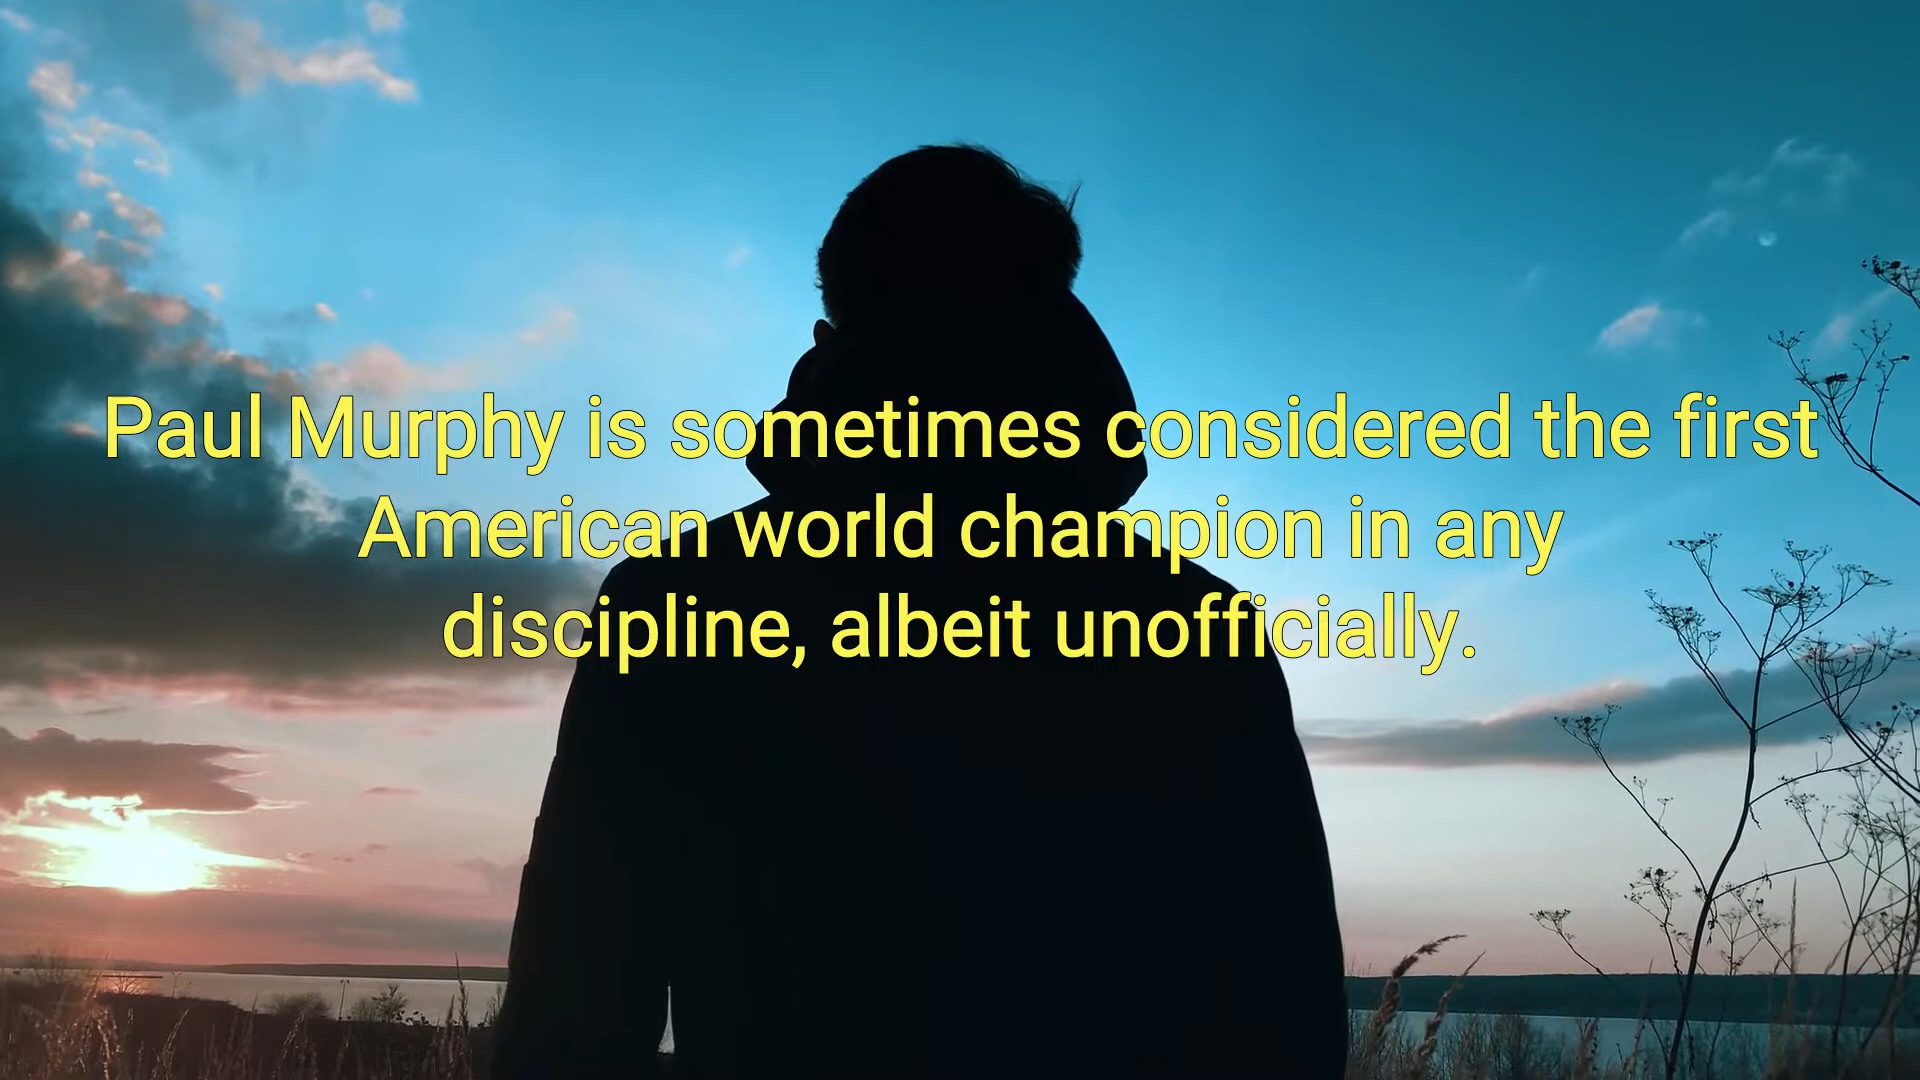 Paul Murphy is sometimes considered the first
American world champion in any
discipline, albeit unofficially.